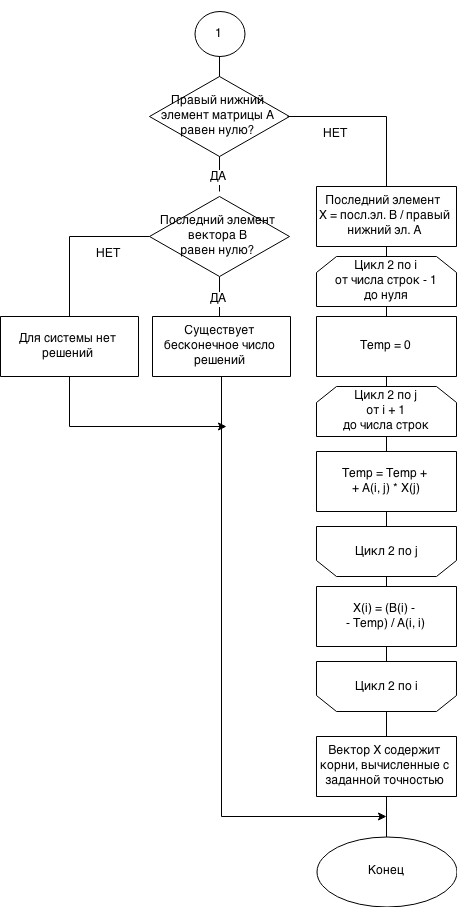 1
Правый нижний
элемент матрицы А
равен нулю?
НЕТ
ДА
Последний элемент
вектора В
равен нулю?
НЕТ
ДА
Для системы нет
решений
Существует
бесконечное число
решений
Последний элемент
X = посл.эл. B / правый
нижний эл. А
Цикл 2 по i
от числа строк - 1
до нуля
Temp = 0
Цикл 2 по j
от i + 1
до числа строк
Temp = Temp +
+ A(i, j) * X(j)
Цикл 2 по j
X(i) = (B(i) -
- Temp) / A(i, i)
Цикл 2 по i
Вектор Х содержит
корни, вычисленные с
заданной точностью
Конец